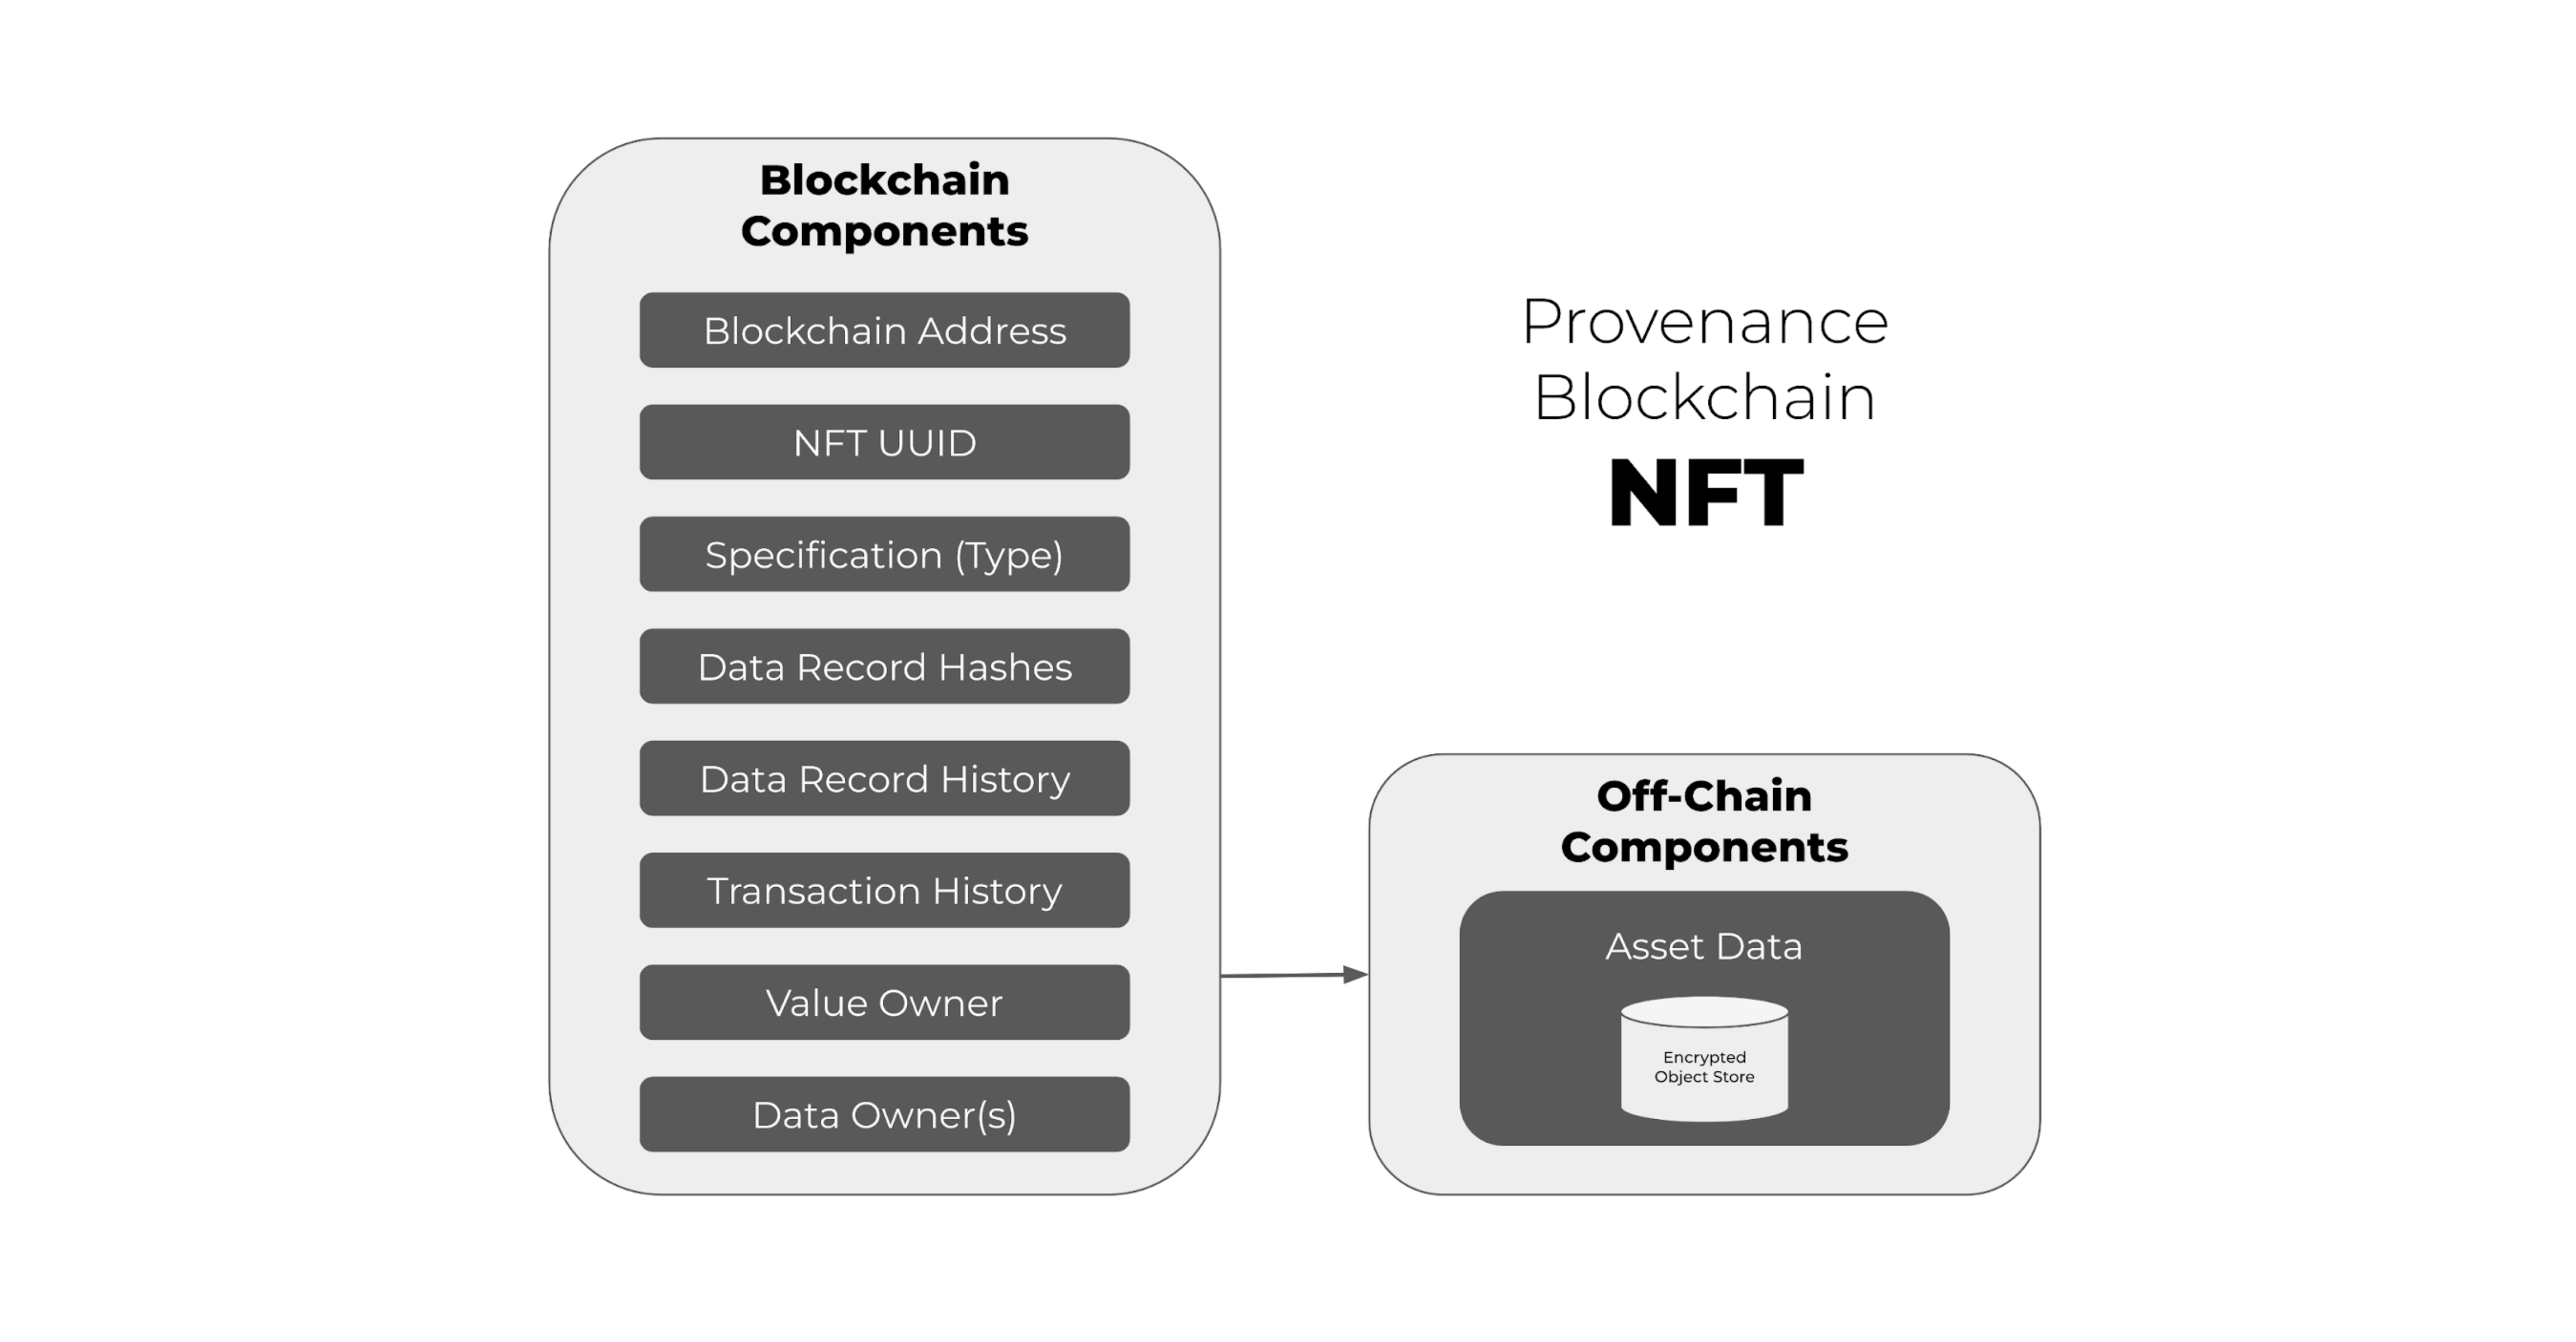 Blockchain
Components
Blockchain Address
NFT UUID
Specification (Type)
Data Record Hashes
Data Record History
Transaction History
Value Owner
Data Owner(s)
Provenance
Blockchain
NFT
Off-Chain
Components
Asset Data
Encrypted
Object Store